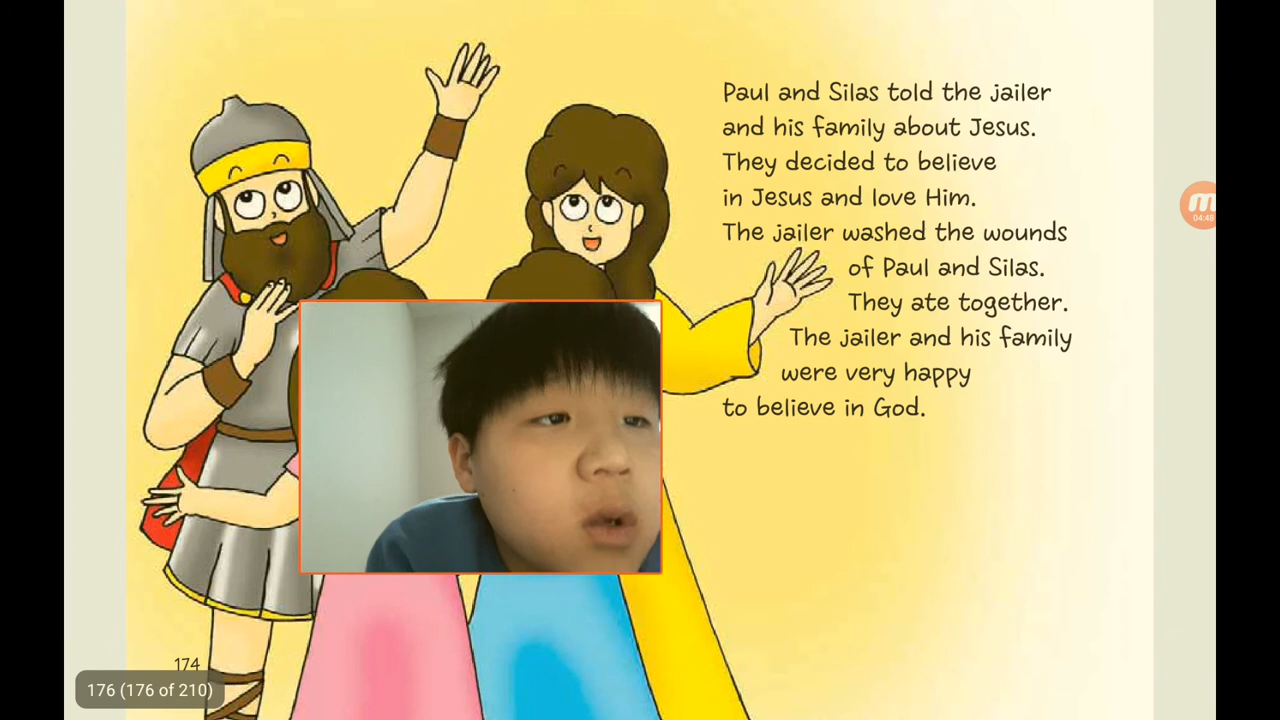 Paul and Silas told the jailer
and his family about Jesus.
They decided to believe
in Jesus and love Him.
The jailer washed the wounds
of Paul and Silas.
They ate together.
The jailer and his family
were very happy
to believe in God.
04:48
174
176 (176 of 210)